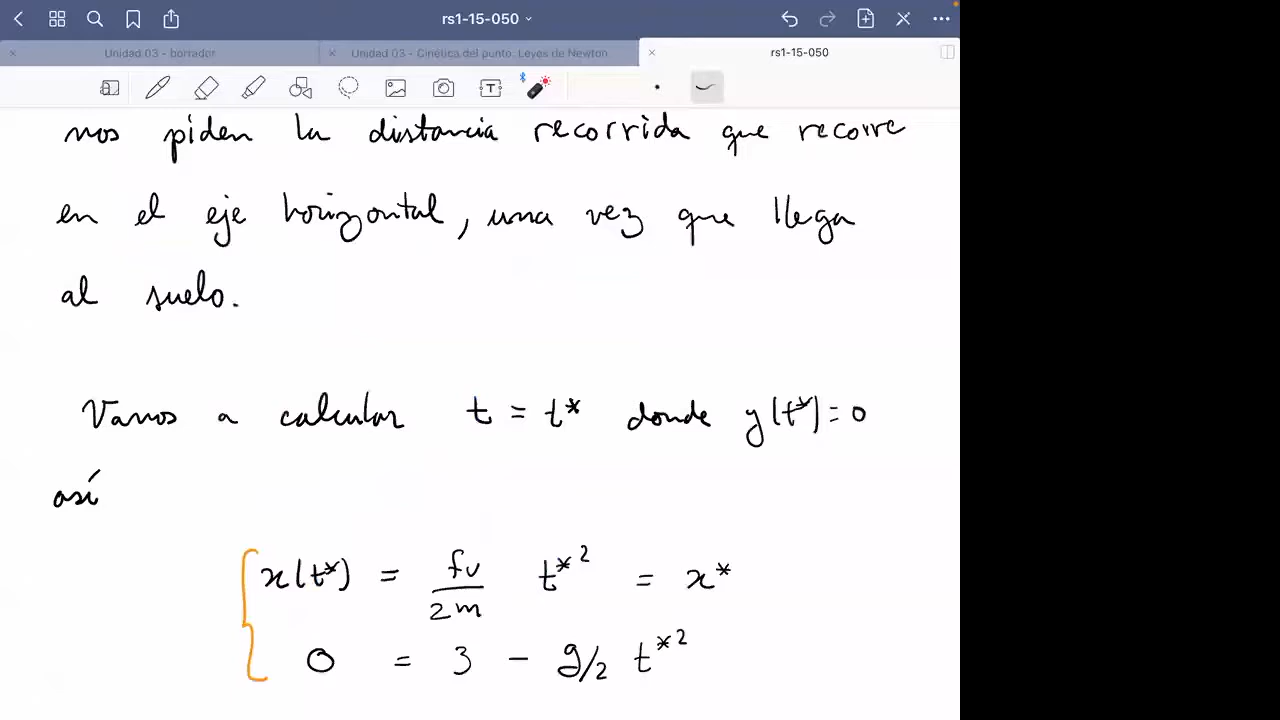 rs1-15-050
Unidad 03 - borrador
Unidad 03 - Cinética del punto. Leyes de Newton
rs1-15-050
nos piden la distancia recorrida que recorre
en el eje horizontal, una vez que llega
al suelo.
Vamos a calcular t = t* donde y(t*)=0
así
x(t*) = fv/2m t*² = x*
0 = 3 - g/2 t*²